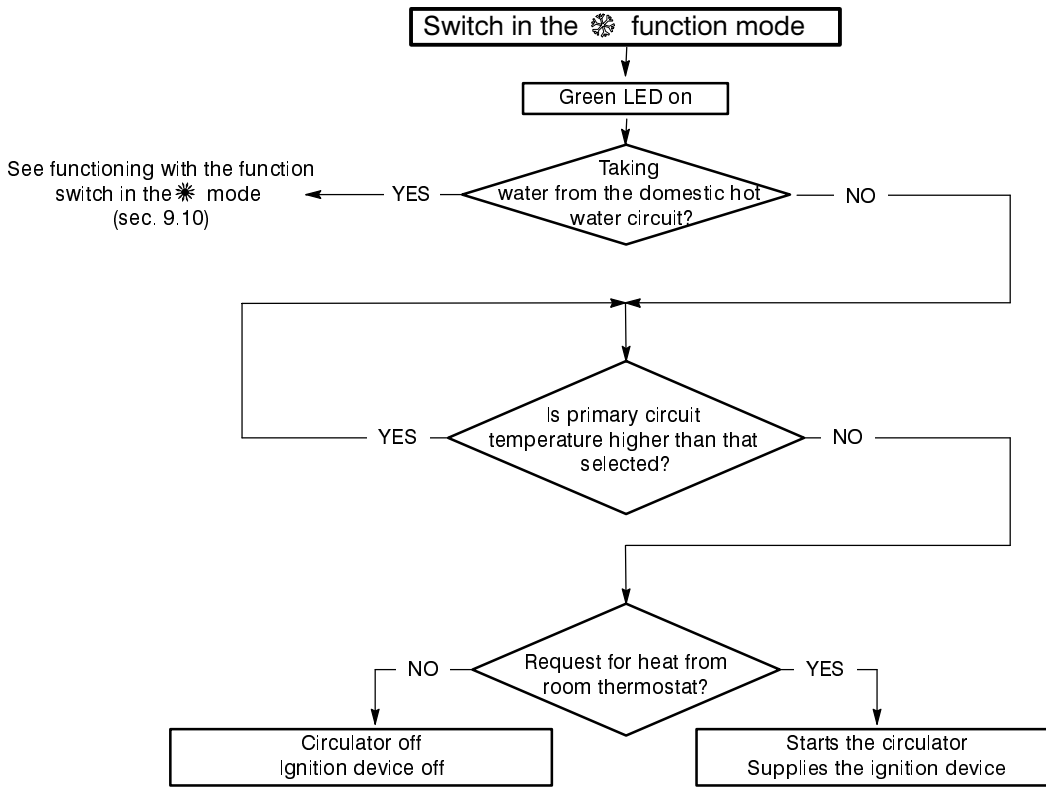 Switch in the function mode
Green LED on
Taking
water from the domestic hot
water circuit?
YES
NO
See functioning with the function
switch in the mode
(sec. 9.10)
Is primary circuit
temperature higher than that
selected?
YES
NO
Request for heat from
room thermostat?
NO
YES
Circulator off
Ignition device off
Starts the circulator
Supplies the ignition device